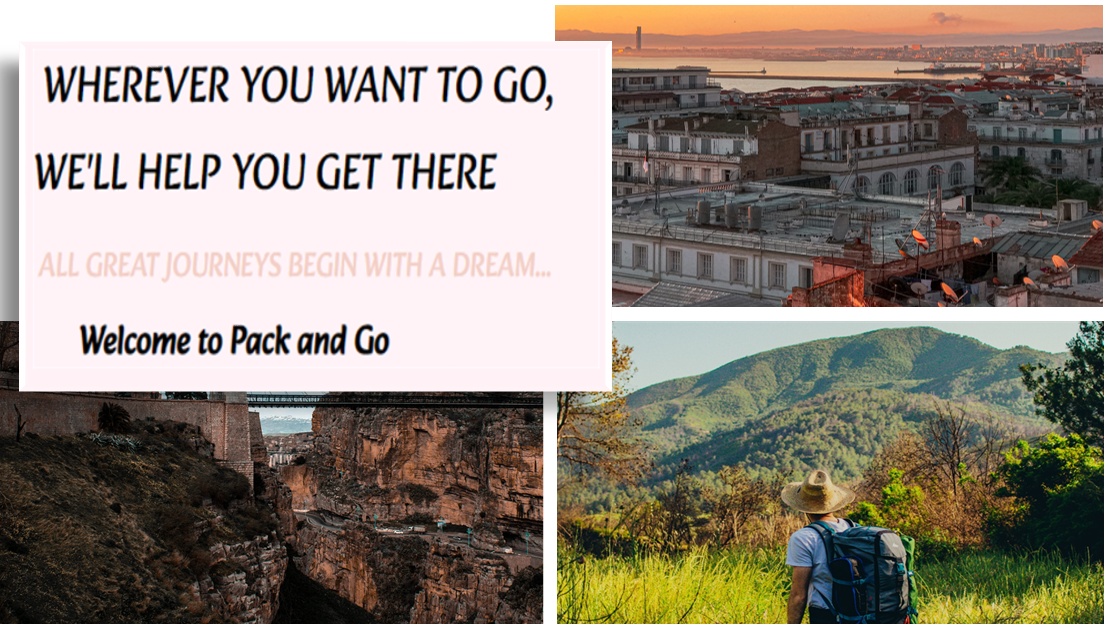 WHEREVER YOU WANT TO GO,
WE'LL HELP YOU GET THERE
ALL GREAT JOURNEYS BEGIN WITH A DREAM...
Welcome to Pack and Go